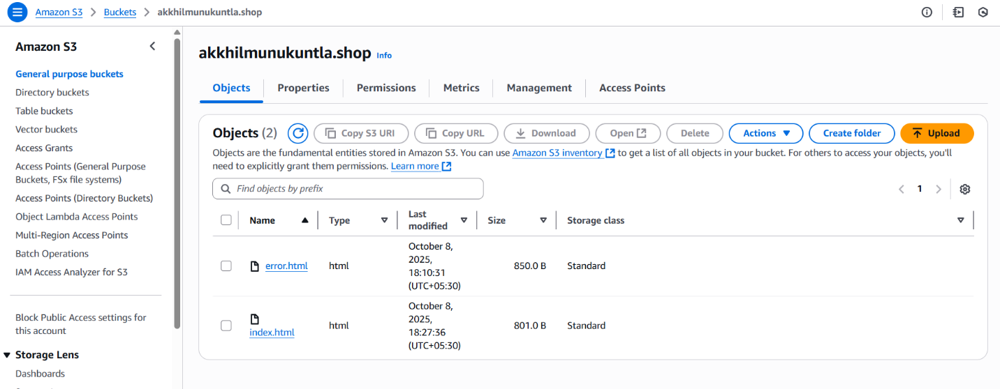 Amazon S3 > Buckets > akkhilmunukuntla.shop
Amazon S3
General purpose buckets
Directory buckets
Table buckets
Vector buckets
Access Grants
Access Points (General Purpose
Buckets, FSx file systems)
Access Points (Directory Buckets)
Object Lambda Access Points
Multi-Region Access Points
Batch Operations
IAM Access Analyzer for S3
Block Public Access settings for
this account
Storage Lens
Dashboards
akkhilmunukuntla.shop Info
Objects Properties Permissions Metrics Management Access Points
Objects (2) Copy S3 URI Copy URL Download Open Delete Actions Create folder Upload
Objects are the fundamental entities stored in Amazon S3. You can use Amazon S3 inventory to get a list of all objects in your bucket. For others to access your objects, you'll
need to explicitly grant them permissions. Learn more
Find objects by prefix
1
Name Type Last modified Size Storage class
error.html html October 8, 2025, 18:10:31 (UTC+05:30) 850.0 B Standard
index.html html October 8, 2025, 18:27:36 (UTC+05:30) 801.0 B Standard